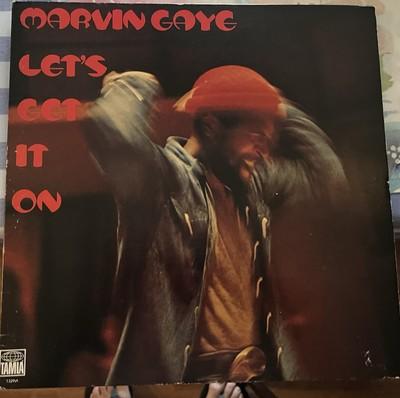 MARVIN GAYE
LET'S
GET
IT
ON
TAMLA